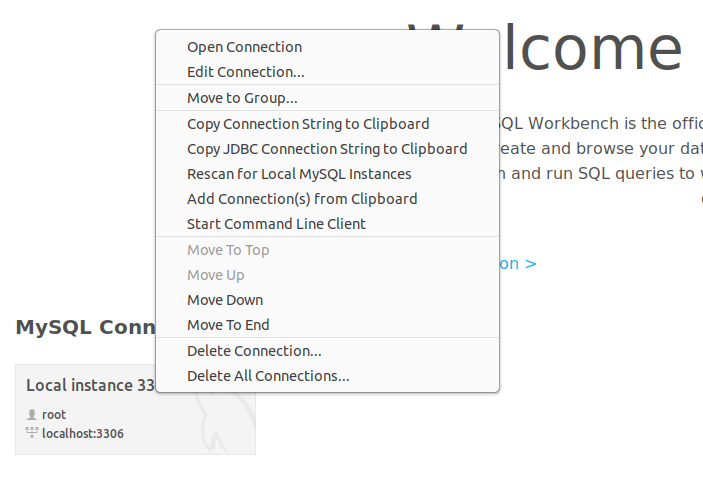 Welcome
Open Connection
Edit Connection...
Move to Group...
Copy Connection String to Clipboard
Copy JDBC Connection String to Clipboard
Rescan for Local MySQL Instances
Add Connection(s) from Clipboard
Start Command Line Client
Move To Top
Move Up
Move Down
Move To End
Delete Connection...
Delete All Connections...
SQL Workbench is the offic
eate and browse your dat
and run SQL queries to
on >
MySQL Conn
Local instance 33
root
localhost:3306